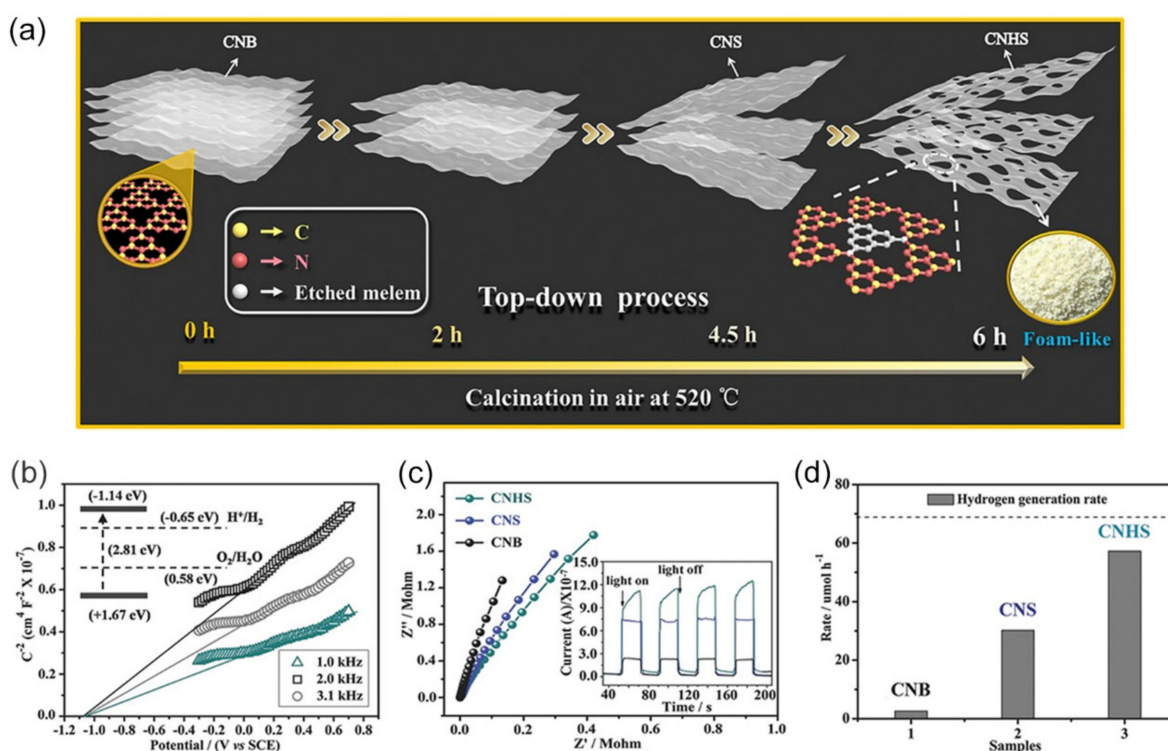 (a)
CNB
CNS
CNHS
C
N
Etched melem
Top-down process
0 h
2 h
4.5 h
6 h
Foam-like
Calcination in air at 520 ℃
(b)
C⁻² (cm⁴ F⁻² X 10⁻⁷)
1.0
0.8
0.6
0.4
0.2
0.0
(-1.14 eV)
(-0.65 eV)
H⁺/H₂
(2.81 eV)
O₂/H₂O
(0.58 eV)
(+1.67 eV)
1.0 kHz
2.0 kHz
3.1 kHz
-1.0 -0.8 -0.6 -0.4 -0.2 0.0 0.2 0.4 0.6 0.8
Potential / (V vs SCE)
(c)
Z'' / Mohm
2.0
1.6
1.2
0.8
0.4
0.0
CNHS
CNS
CNB
Current (A)/X10⁻⁷
15.0
12.0
9.0
6.0
3.0
0.0
light on
light off
40 80 120 160 200
Time / s
0.0 0.1 0.2 0.3 0.4 0.5 0.6
Z' / Mohm
(d)
Rate / umol h⁻¹
80
60
40
20
0
Hydrogen generation rate
CNB
CNS
CNHS
1 2 3
Samples